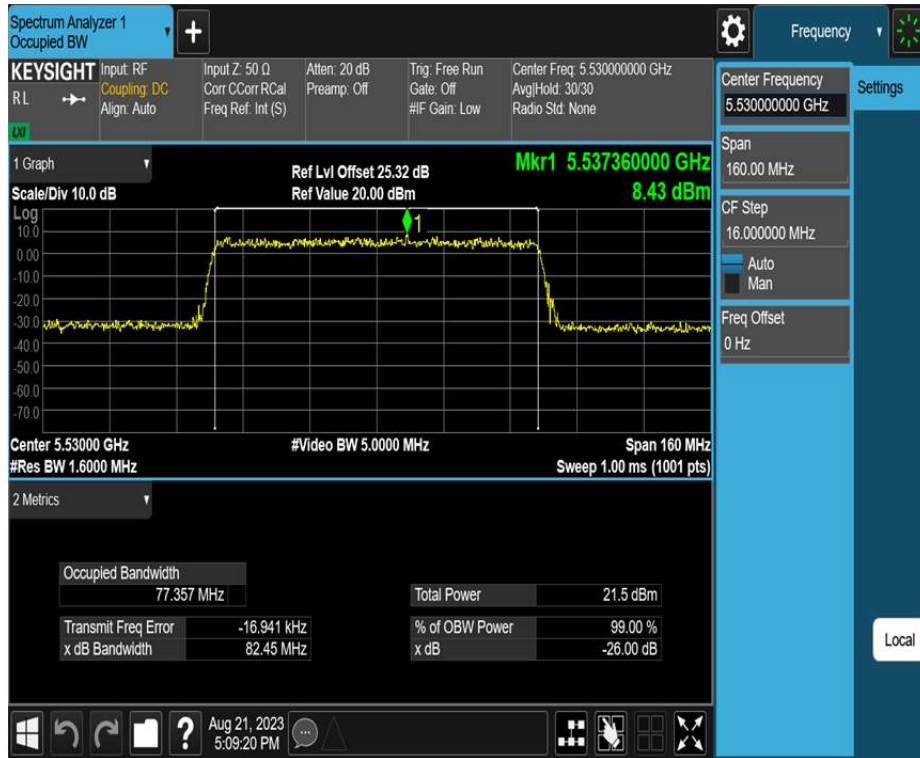 Spectrum Analyzer 1
Occupied BW
+
Frequency
KEYSIGHT
RL
LXI
Input: RF
Coupling: DC
Align: Auto
Input Z: 50 Ω
Corr CCorr RCal
Freq Ref: Int (S)
Atten: 20 dB
Preamp: Off
Trig: Free Run
Gate: Off
#IF Gain: Low
Center Freq: 5.530000000 GHz
Avg|Hold: 30/30
Radio Std: None
Center Frequency
5.530000000 GHz
Settings
Span
160.00 MHz
CF Step
16.000000 MHz
Auto
Man
Freq Offset
0 Hz
Local
1 Graph
Scale/Div 10.0 dB
Ref Lvl Offset 25.32 dB
Ref Value 20.00 dBm
Mkr1 5.537360000 GHz
8.43 dBm
Log
1
10.0
0.00
-10.0
-20.0
-30.0
-40.0
-50.0
-60.0
-70.0
Center 5.53000 GHz
#Res BW 1.6000 MHz
#Video BW 5.0000 MHz
Span 160 MHz
Sweep 1.00 ms (1001 pts)
2 Metrics
Occupied Bandwidth
77.357 MHz
Total Power 21.5 dBm
Transmit Freq Error -16.941 kHz
% of OBW Power 99.00 %
x dB Bandwidth 82.45 MHz
x dB -26.00 dB
?
Aug 21, 2023
5:09:20 PM